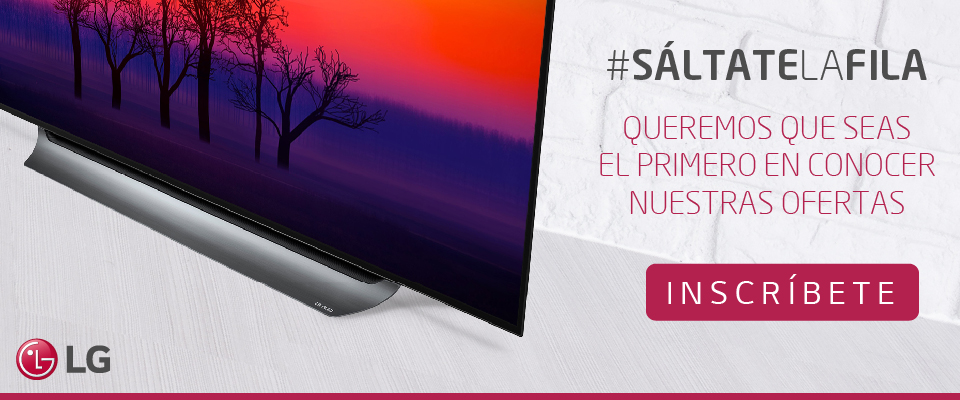 #SÁLTATELAFILA
QUEREMOS QUE SEAS
EL PRIMERO EN CONOCER
NUESTRAS OFERTAS
INSCRÍBETE
LG